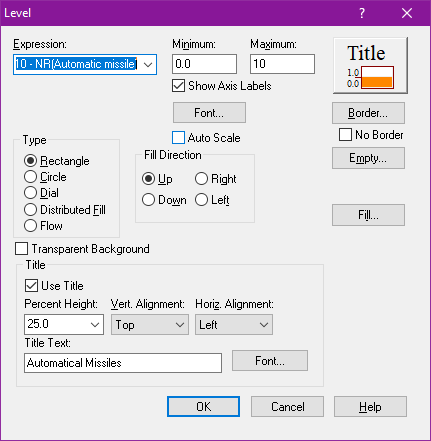 Level
Expression:
Minimum:
Maximum:
10 - NR(Automatic missile
0.0
10
Title
1.0
0.0
Show Axis Labels
Font...
Border...
Auto Scale
No Border
Type
Rectangle
Circle
Dial
Distributed Fill
Flow
Fill Direction
Up
Right
Down
Left
Empty...
Fill...
Transparent Background
Title
Use Title
Percent Height:
Vert. Alignment:
Horiz. Alignment:
25.0
Top
Left
Title Text:
Automatical Missiles
Font...
OK
Cancel
Help